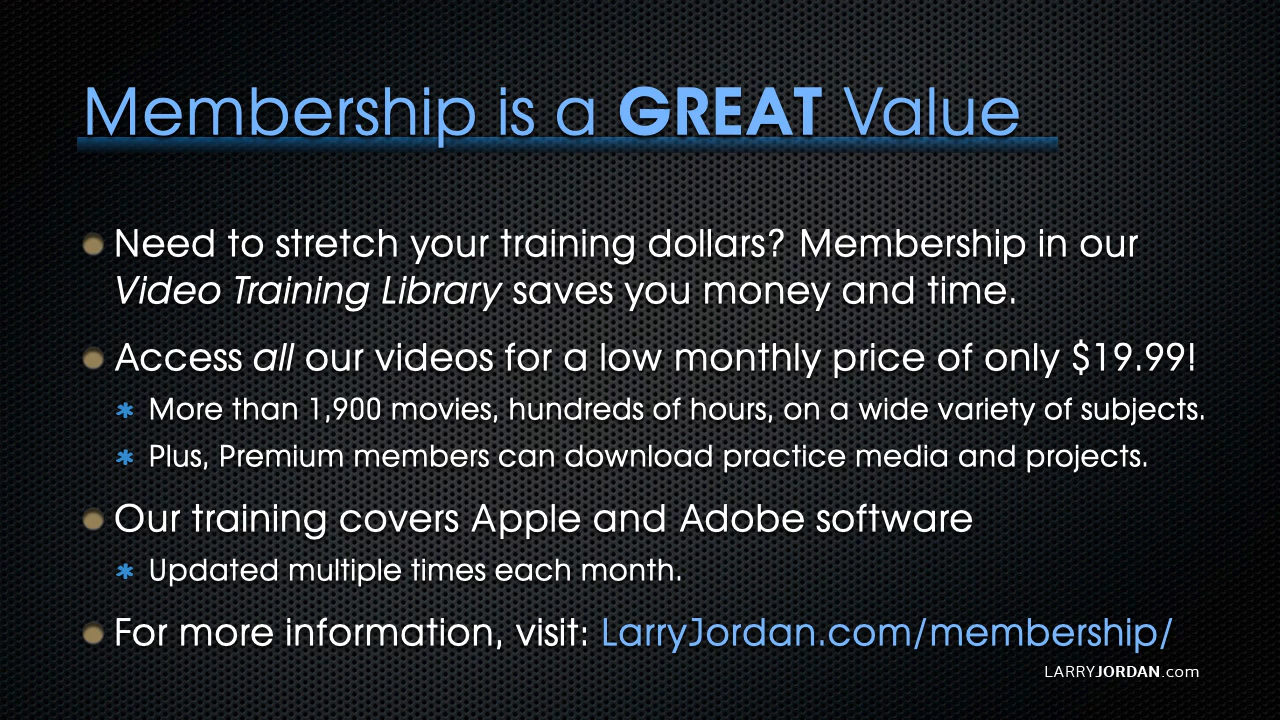 Membership is a GREAT Value
Need to stretch your training dollars? Membership in our
Video Training Library saves you money and time.
Access all our videos for a low monthly price of only $19.99!
More than 1,900 movies, hundreds of hours, on a wide variety of subjects.
Plus, Premium members can download practice media and projects.
Our training covers Apple and Adobe software
Updated multiple times each month.
For more information, visit: LarryJordan.com/membership/
LARRYJORDAN.com